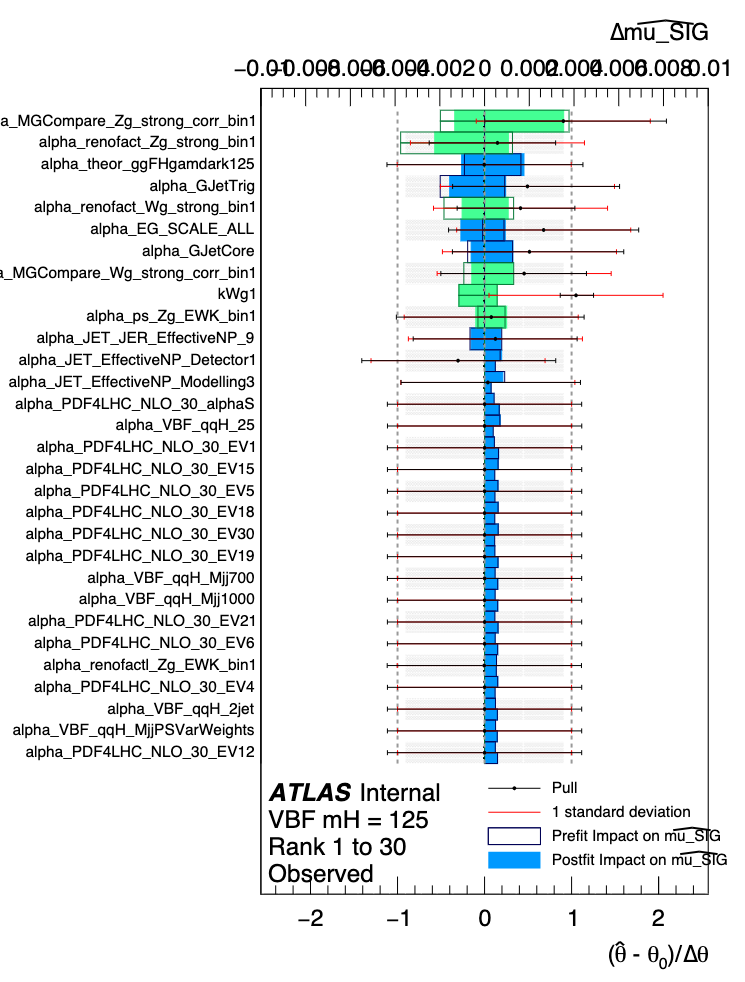 Δmu_SIG
−0.01 −0.008 −0.006 −0.004 −0.002 0 0.002 0.004 0.006 0.008 0.01
a_MGCompare_Zg_strong_corr_bin1
alpha_renofact_Zg_strong_bin1
alpha_theor_ggFHgamdark125
alpha_GJetTrig
alpha_renofact_Wg_strong_bin1
alpha_EG_SCALE_ALL
alpha_GJetCore
a_MGCompare_Wg_strong_corr_bin1
kWg1
alpha_ps_Zg_EWK_bin1
alpha_JET_JER_EffectiveNP_9
alpha_JET_EffectiveNP_Detector1
alpha_JET_EffectiveNP_Modelling3
alpha_PDF4LHC_NLO_30_alphaS
alpha_VBF_qqH_25
alpha_PDF4LHC_NLO_30_EV1
alpha_PDF4LHC_NLO_30_EV15
alpha_PDF4LHC_NLO_30_EV5
alpha_PDF4LHC_NLO_30_EV18
alpha_PDF4LHC_NLO_30_EV30
alpha_PDF4LHC_NLO_30_EV19
alpha_VBF_qqH_Mjj700
alpha_VBF_qqH_Mjj1000
alpha_PDF4LHC_NLO_30_EV21
alpha_PDF4LHC_NLO_30_EV6
alpha_renofactl_Zg_EWK_bin1
alpha_PDF4LHC_NLO_30_EV4
alpha_VBF_qqH_2jet
alpha_VBF_qqH_MjjPSVarWeights
alpha_PDF4LHC_NLO_30_EV12
ATLAS Internal
VBF mH = 125
Rank 1 to 30
Observed
Pull
1 standard deviation
Prefit Impact on mu_SIG
Postfit Impact on mu_SIG
−2 −1 0 1 2
(θ̂ - θ₀)/Δθ